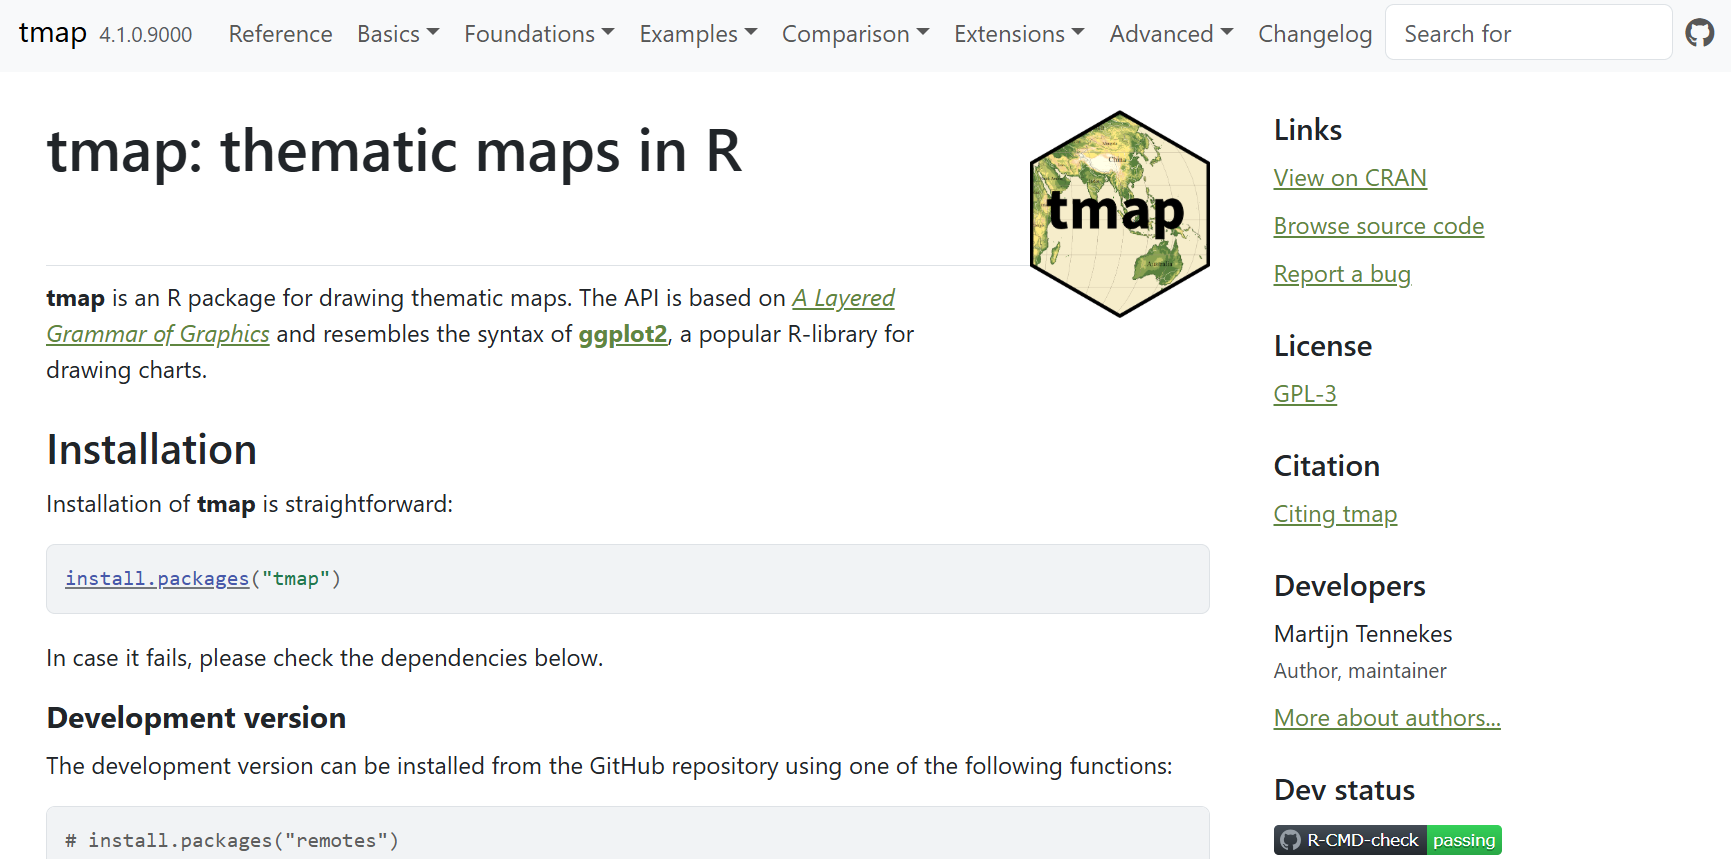 tmap 4.1.0.9000 Reference Basics Foundations Examples Comparison Extensions Advanced Changelog Search for
tmap: thematic maps in R
China
tmap
Australia
tmap is an R package for drawing thematic maps. The API is based on A Layered
Grammar of Graphics and resembles the syntax of ggplot2, a popular R-library for
drawing charts.
Installation
Installation of tmap is straightforward:
install.packages("tmap")
In case it fails, please check the dependencies below.
Development version
The development version can be installed from the GitHub repository using one of the following functions:
# install.packages("remotes")
Links
View on CRAN
Browse source code
Report a bug
License
GPL-3
Citation
Citing tmap
Developers
Martijn Tennekes
Author, maintainer
More about authors...
Dev status
R-CMD-check passing